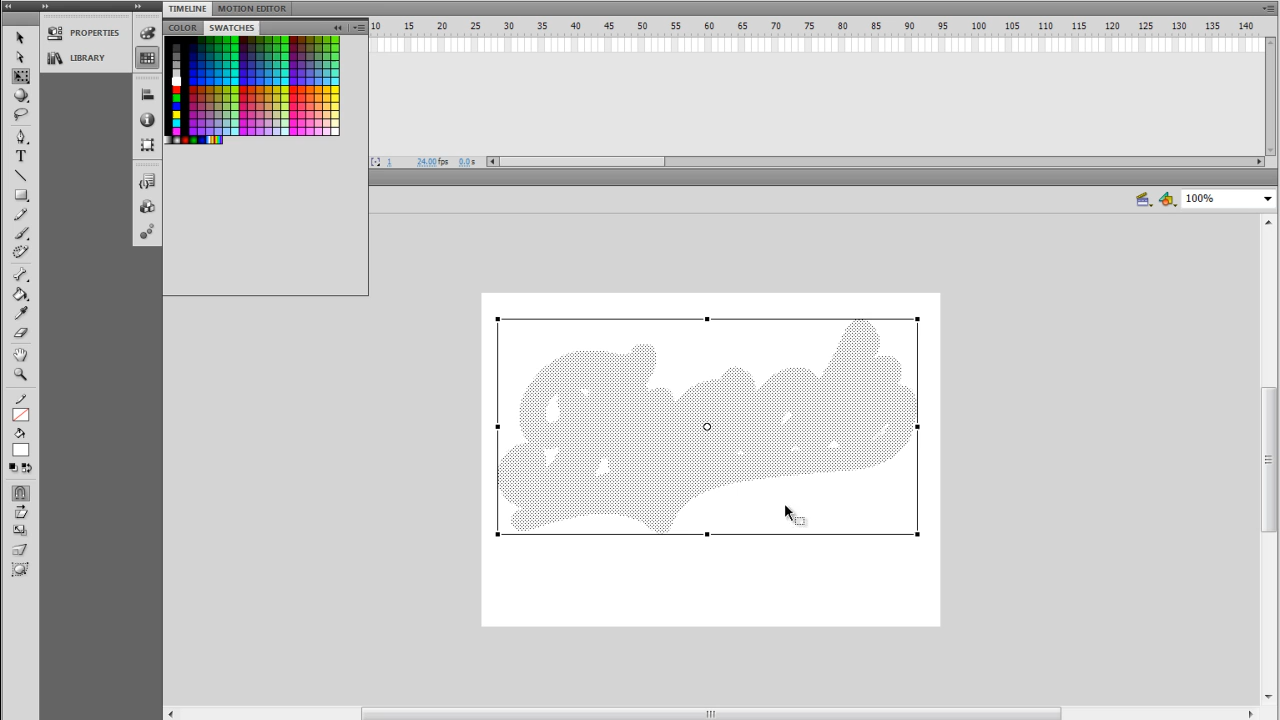 TIMELINE MOTION EDITOR
PROPERTIES
LIBRARY
COLOR SWATCHES
10 15 20 25 30 35 40 45 50 55 60 65 70 75 80 85 90 95 100 105 110 115 120 125 130 135 140
1 24.00 fps 0.0 s
100%
T